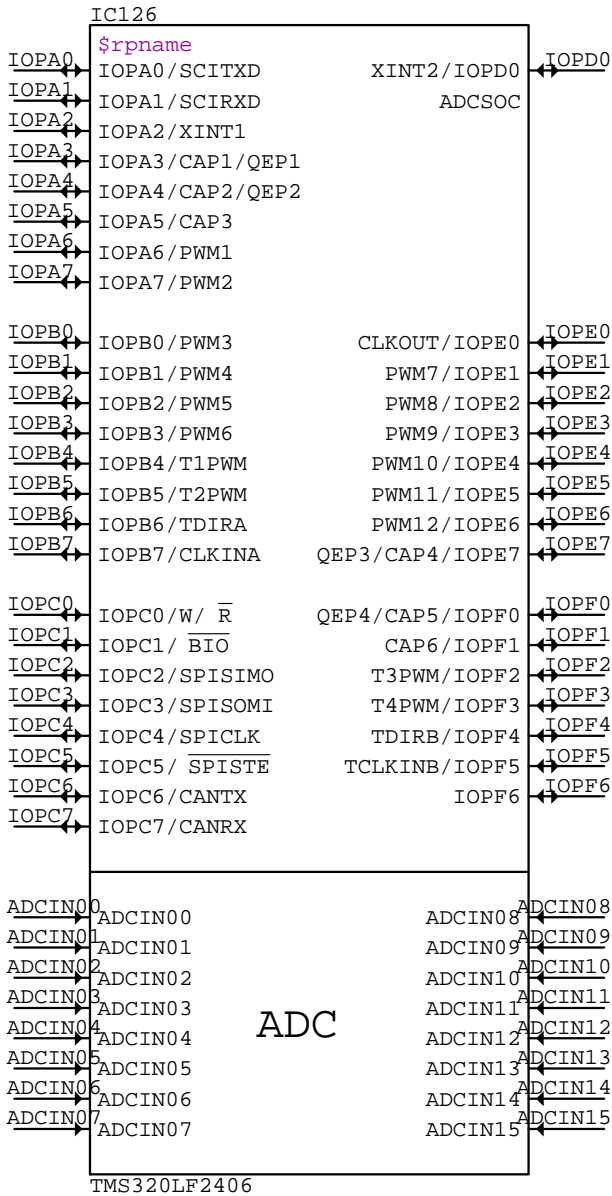 IC126
$rpname
IOPA0 IOPA0/SCITXD XINT2/IOPD0 IOPD0
IOPA1 IOPA1/SCIRXD ADCSOC
IOPA2 IOPA2/XINT1
IOPA3 IOPA3/CAP1/QEP1
IOPA4 IOPA4/CAP2/QEP2
IOPA5 IOPA5/CAP3
IOPA6 IOPA6/PWM1
IOPA7 IOPA7/PWM2
IOPB0 IOPB0/PWM3 CLKOUT/IOPE0 IOPE0
IOPB1 IOPB1/PWM4 PWM7/IOPE1 IOPE1
IOPB2 IOPB2/PWM5 PWM8/IOPE2 IOPE2
IOPB3 IOPB3/PWM6 PWM9/IOPE3 IOPE3
IOPB4 IOPB4/T1PWM PWM10/IOPE4 IOPE4
IOPB5 IOPB5/T2PWM PWM11/IOPE5 IOPE5
IOPB6 IOPB6/TDIRA PWM12/IOPE6 IOPE6
IOPB7 IOPB7/CLKINA QEP3/CAP4/IOPE7 IOPE7
IOPC0 IOPC0/W/ R̅ QEP4/CAP5/IOPF0 IOPF0
IOPC1 IOPC1/ B̅I̅O̅ CAP6/IOPF1 IOPF1
IOPC2 IOPC2/SPISIMO T3PWM/IOPF2 IOPF2
IOPC3 IOPC3/SPISOMI T4PWM/IOPF3 IOPF3
IOPC4 IOPC4/SPICLK TDIRB/IOPF4 IOPF4
IOPC5 IOPC5/ S̅P̅I̅S̅T̅E̅ TCLKINB/IOPF5 IOPF5
IOPC6 IOPC6/CANTX IOPF6 IOPF6
IOPC7 IOPC7/CANRX
ADCIN00 ADCIN00 ADCIN08 ADCIN08
ADCIN01 ADCIN01 ADCIN09 ADCIN09
ADCIN02 ADCIN02 ADCIN10 ADCIN10
ADCIN03 ADCIN03 ADCIN11 ADCIN11
ADC
ADCIN04 ADCIN04 ADCIN12 ADCIN12
ADCIN05 ADCIN05 ADCIN13 ADCIN13
ADCIN06 ADCIN06 ADCIN14 ADCIN14
ADCIN07 ADCIN07 ADCIN15 ADCIN15
TMS320LF2406